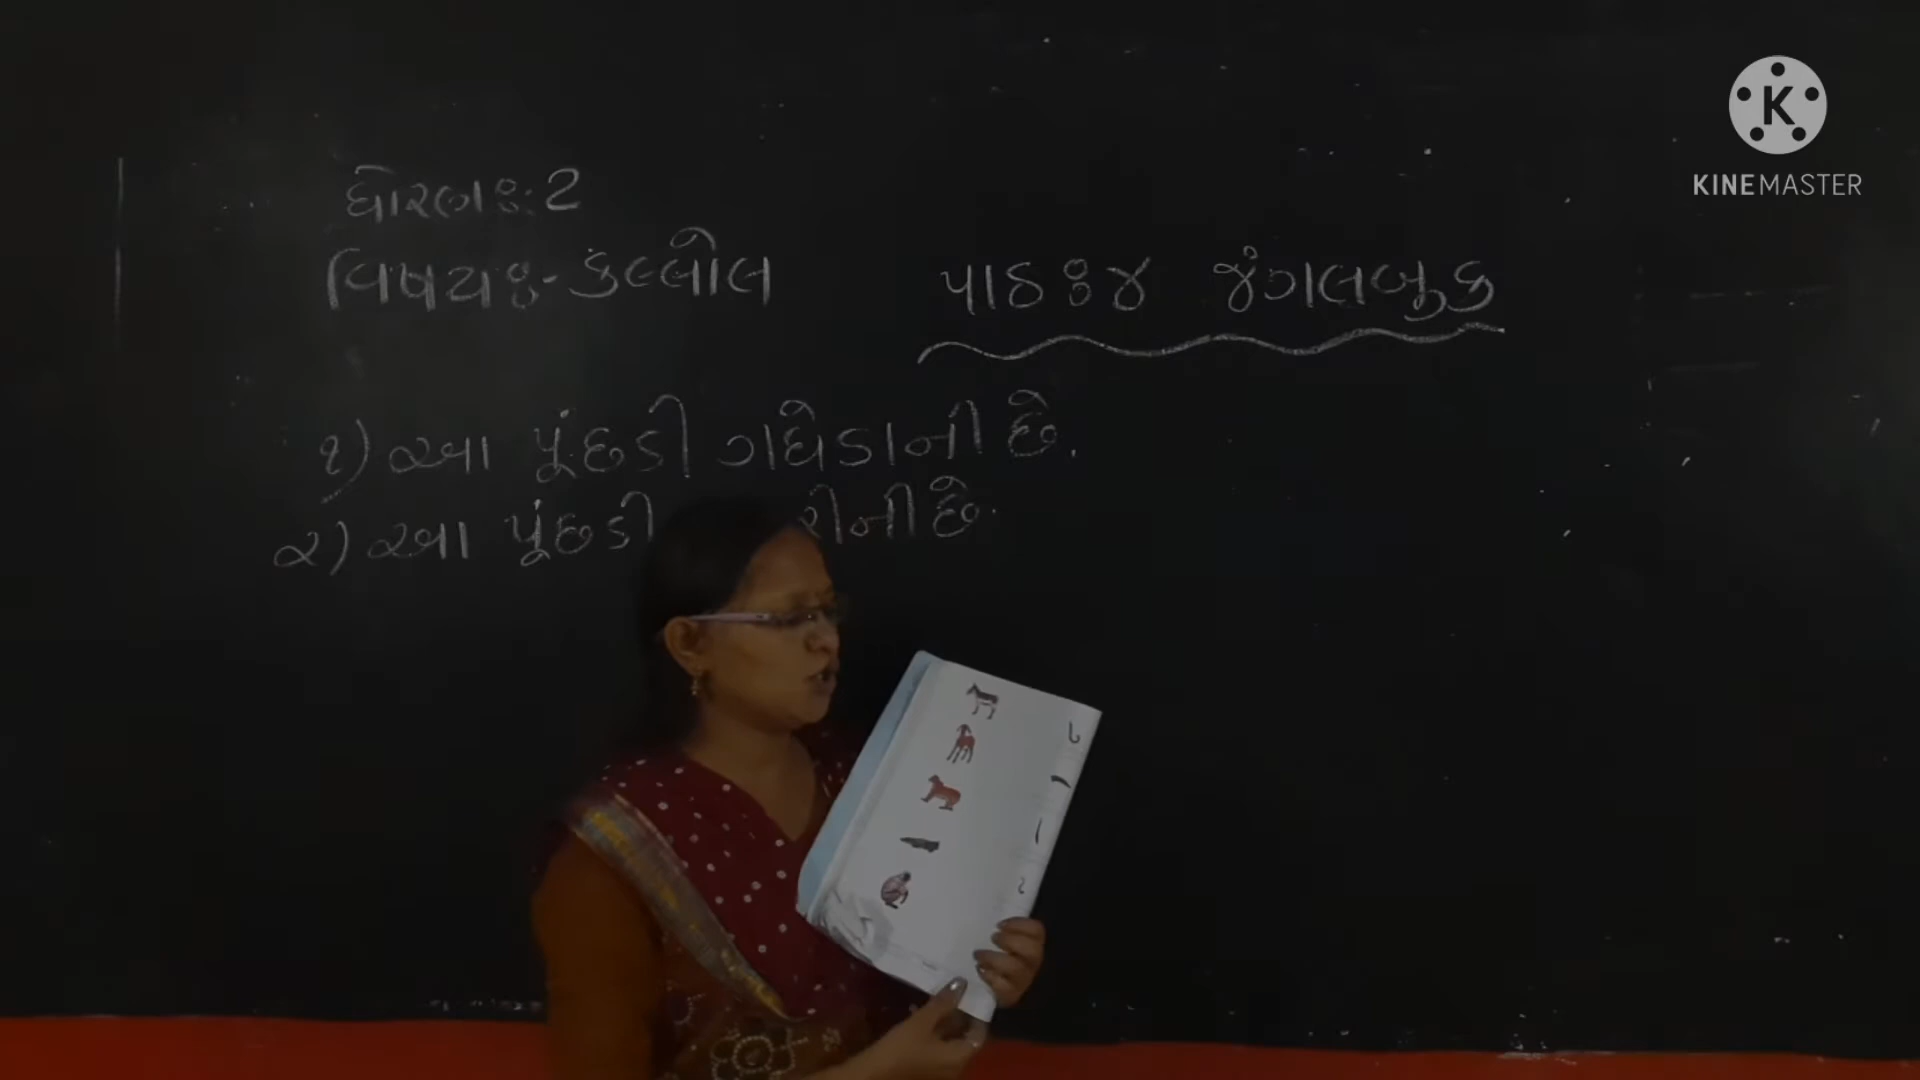 ધોરણઃ 2
વિષયઃ- કલ્લોલ
પાઠઃ૪ જંગલબુક
૧) આ પૂંછડી ગધેડાની છે.
૨) આ પૂંછડી રીની છે.
K
KINEMASTER